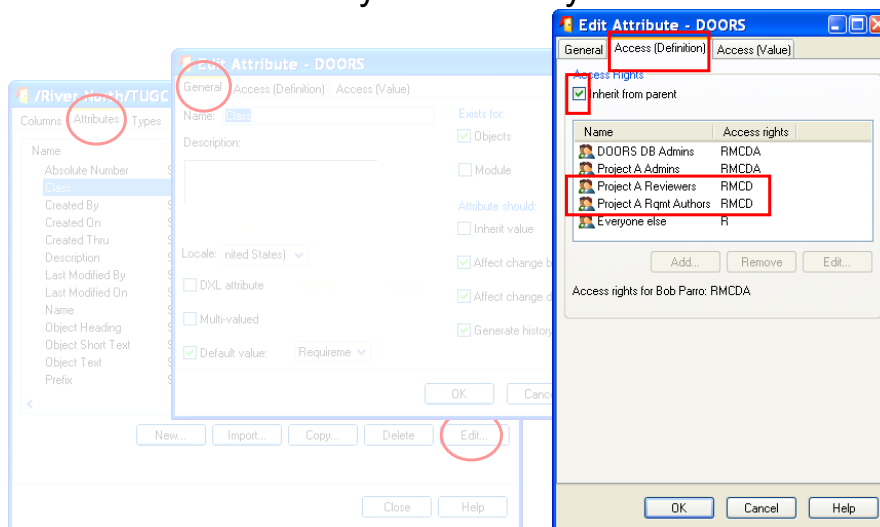 /River North/TUGC
Columns Attributes Types
Name
Absolute Number S
Class S
Created By S
Created On S
Created Thru S
Description S
Last Modified By S
Last Modified On S
Name S
Object Heading S
Object Short Text S
Object Text S
Prefix S
New... Import... Copy... Delete Edit...
Close Help
Edit Attribute - DOORS
General Access (Definition) Access (Value)
Name: Class
Description:
Locale: nited States)
DXL attribute
Multi-valued
Default value: Requireme
Exists for:
Objects
Module
Attribute should:
Inherit value
Affect change b
Affect change d
Generate history
OK Cance
Edit Attribute - DOORS
General Access (Definition) Access (Value)
Access Rights
Inherit from parent
Name Access rights
DOORS DB Admins RMCDA
Project A Admins RMCDA
Project A Reviewers RMCD
Project A Rqmt Authors RMCD
Everyone else R
Add... Remove Edit...
Access rights for Bob Parro: RMCDA
OK Cancel Help